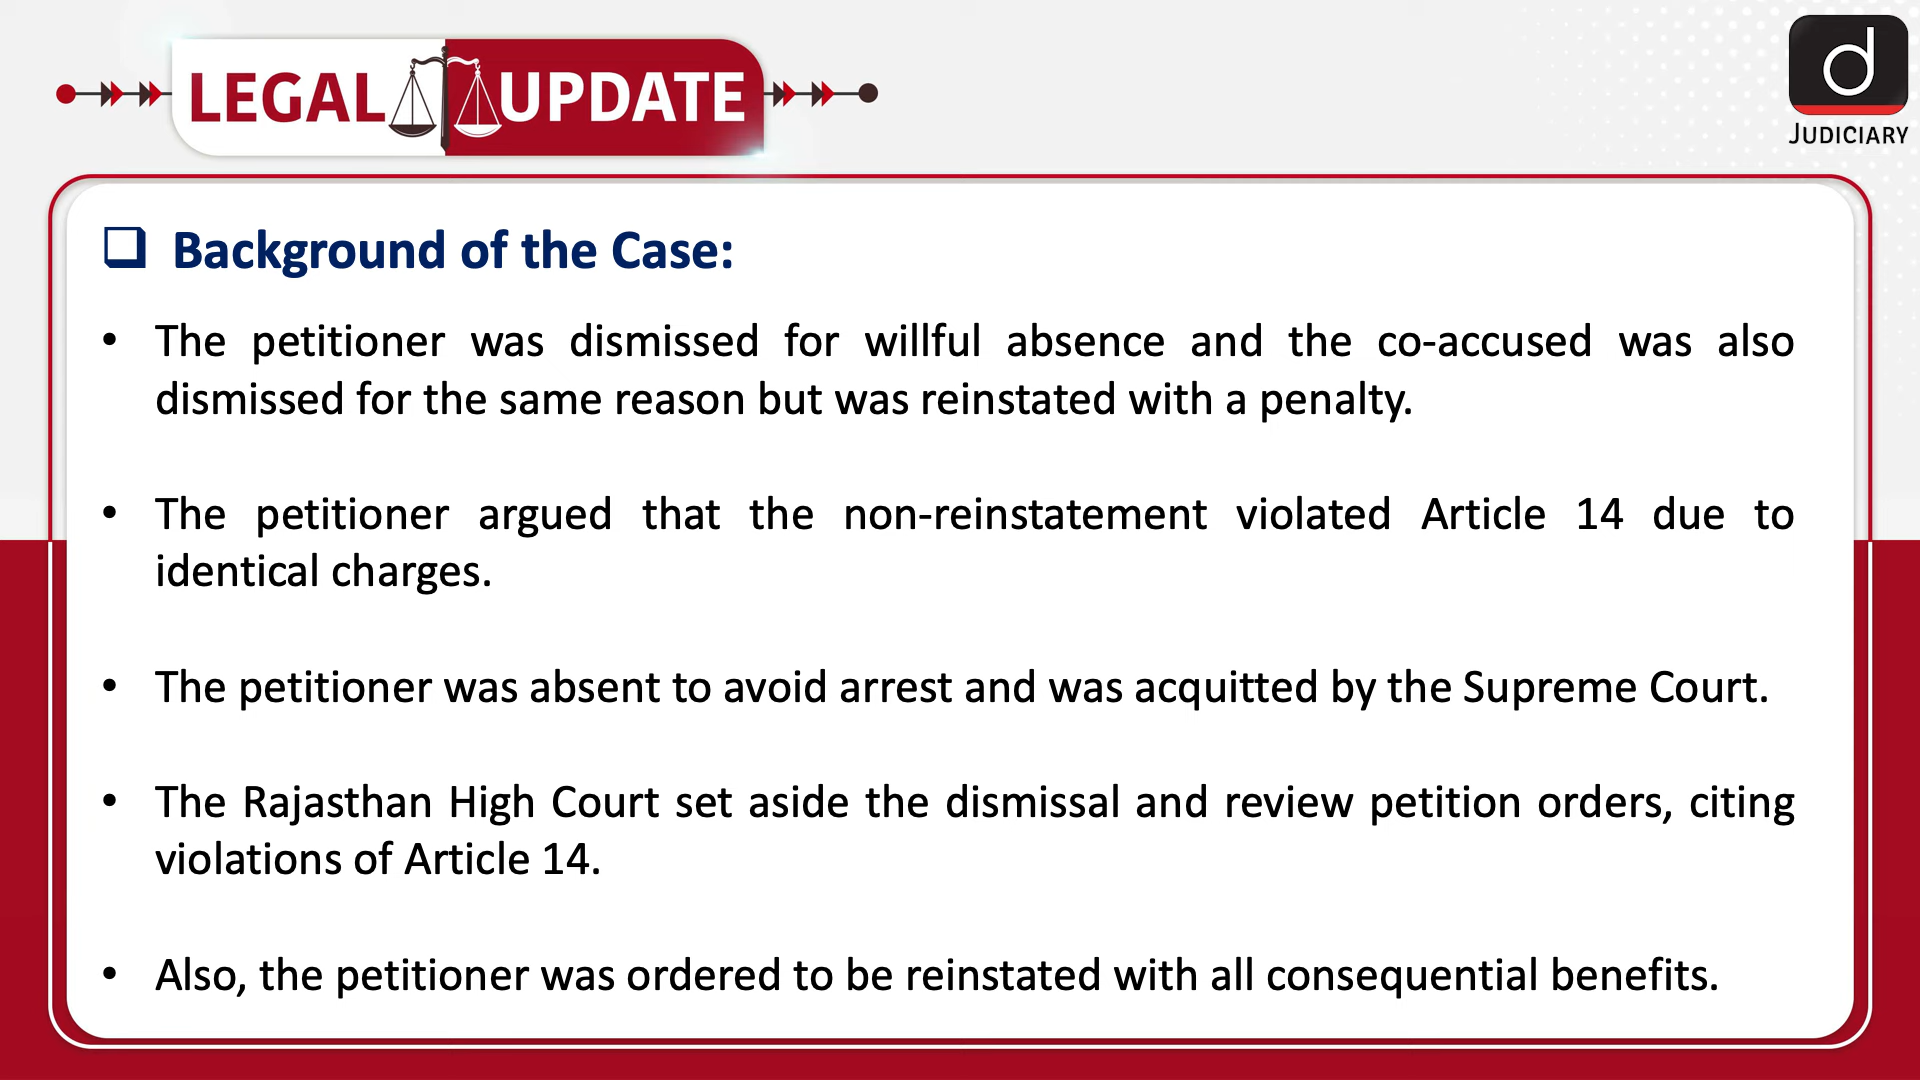 LEGAL UPDATE
d
JUDICIARY
❑ Background of the Case:
• The petitioner was dismissed for willful absence and the co-accused was also
dismissed for the same reason but was reinstated with a penalty.
• The petitioner argued that the non-reinstatement violated Article 14 due to
identical charges.
• The petitioner was absent to avoid arrest and was acquitted by the Supreme Court.
• The Rajasthan High Court set aside the dismissal and review petition orders, citing
violations of Article 14.
• Also, the petitioner was ordered to be reinstated with all consequential benefits.